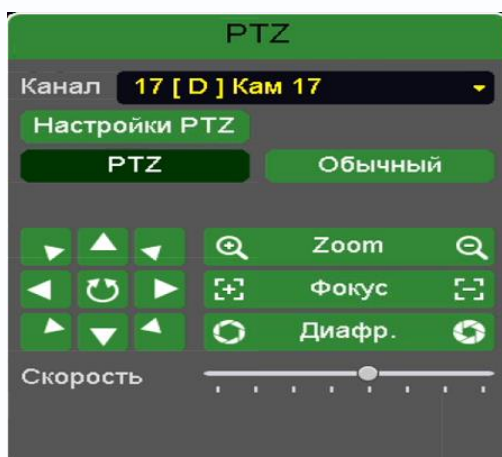 PTZ
Канал 17 [ D ] Кам 17
Настройки PTZ
PTZ Обычный
Zoom
Фокус
Диафр.
Скорость